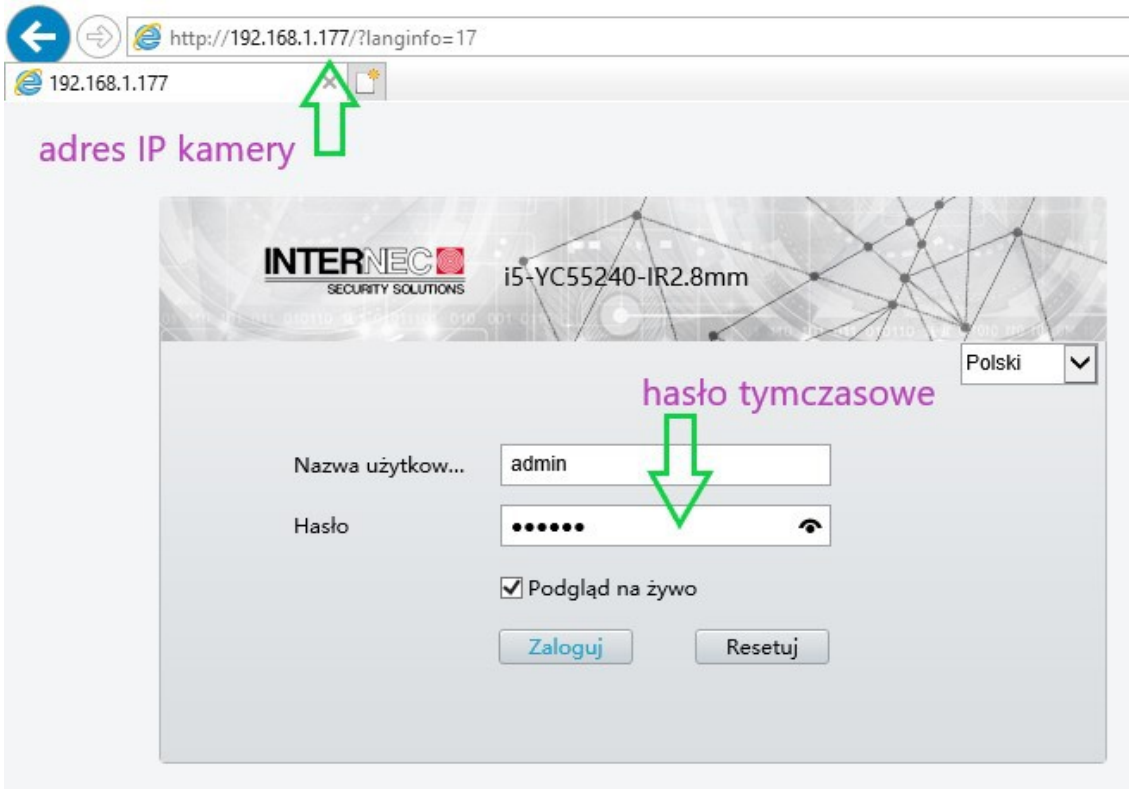 http://192.168.1.177/?langinfo=17
192.168.1.177
adres IP kamery
INTERNEC
SECURITY SOLUTIONS
i5-YC55240-IR2.8mm
Polski
hasło tymczasowe
Nazwa użytkow... admin
Hasło ••••••
Podgląd na żywo
Zaloguj Resetuj